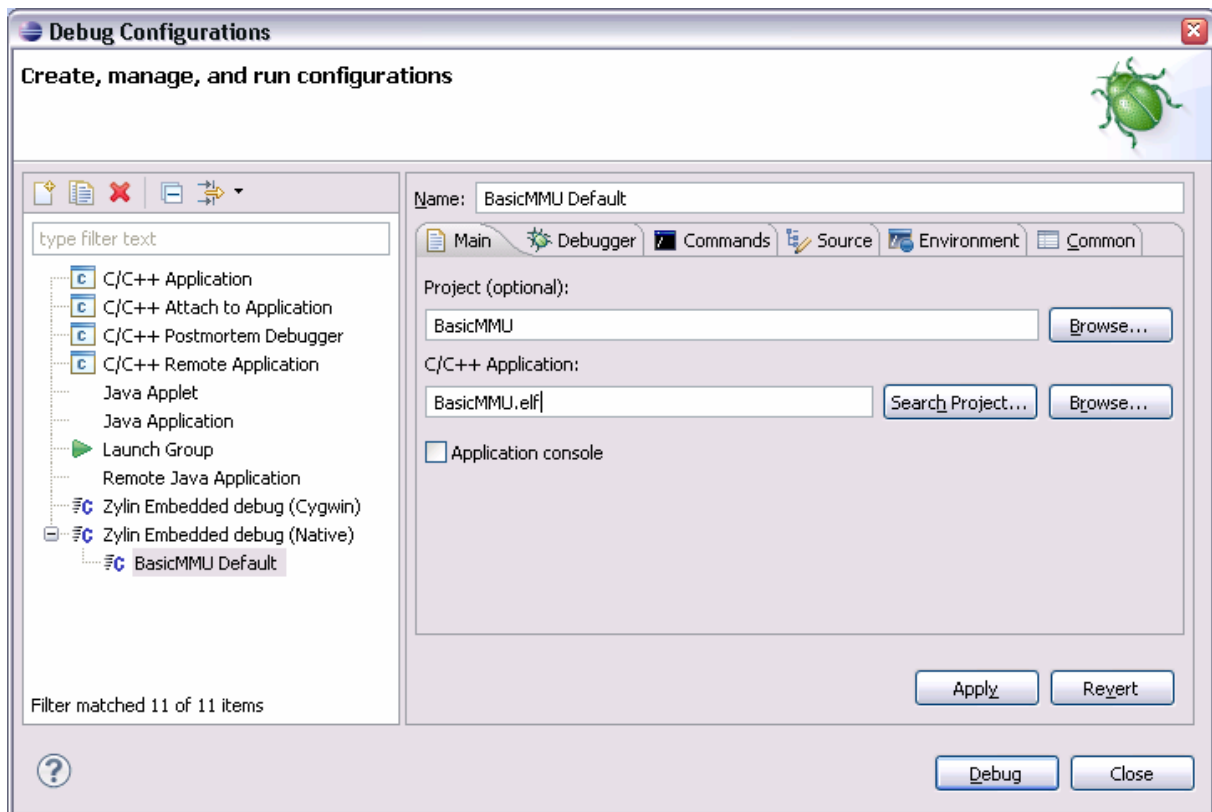 Debug Configurations
Create, manage, and run configurations
type filter text
C/C++ Application
C/C++ Attach to Application
C/C++ Postmortem Debugger
C/C++ Remote Application
Java Applet
Java Application
Launch Group
Remote Java Application
Zylin Embedded debug (Cygwin)
Zylin Embedded debug (Native)
BasicMMU Default
Filter matched 11 of 11 items
Name: BasicMMU Default
Main Debugger Commands Source Environment Common
Project (optional):
BasicMMU Browse...
C/C++ Application:
BasicMMU.elf Search Project... Browse...
Application console
Apply Revert
Debug Close